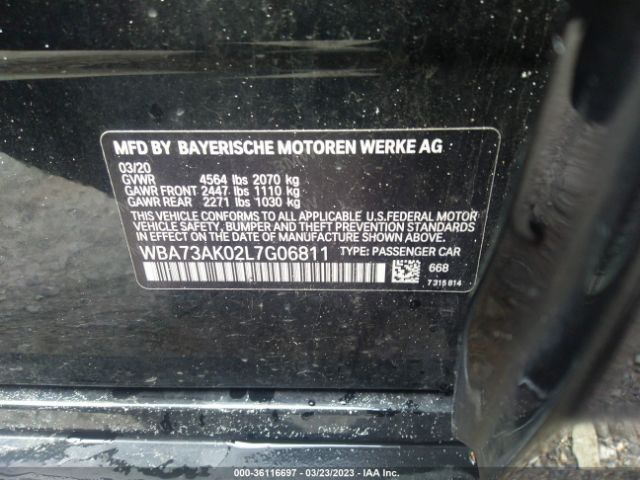 MFD BY BAYERISCHE MOTOREN WERKE AG
03/20
GVWR 4564 lbs 2070 kg
GAWR FRONT 2447 lbs 1110 kg
GAWR REAR 2271 lbs 1030 kg
THIS VEHICLE CONFORMS TO ALL APPLICABLE U.S.FEDERAL MOTOR
VEHICLE SAFETY, BUMPER AND THEFT PREVENTION STANDARDS
IN EFFECT ON THE DATE OF MANUFACTURE SHOWN ABOVE.
WBA73AK02L7G06811 TYPE: PASSENGER CAR
668
7 315 814
000-36116697 / 03/23/2023 - IAA Inc.